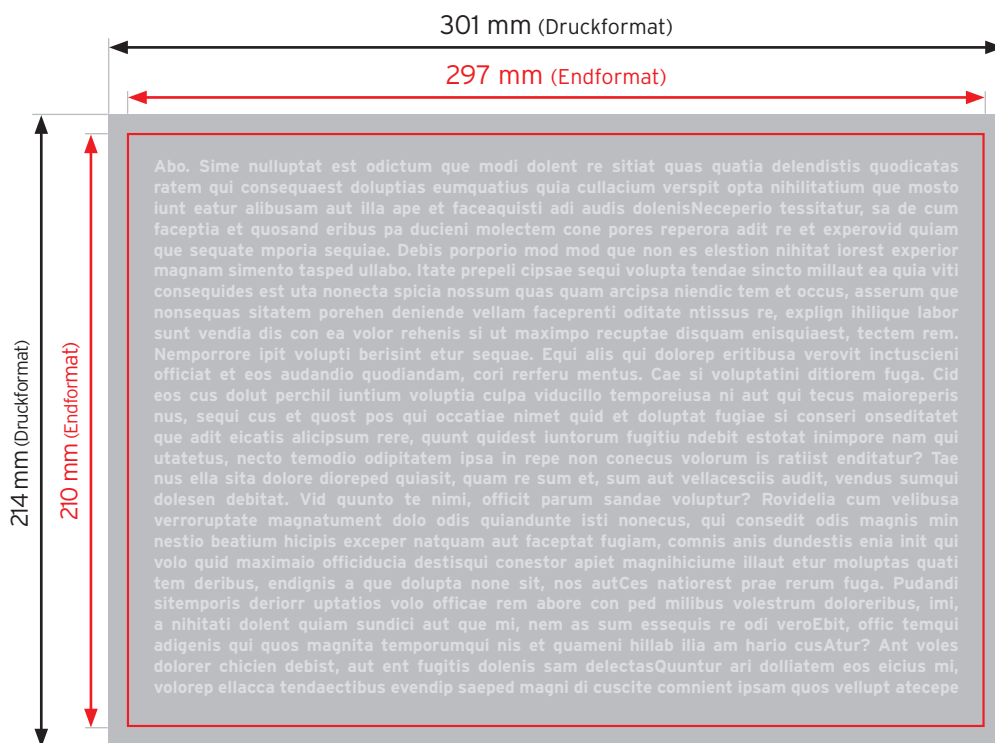 301 mm (Druckformat)
297 mm (Endformat)
214 mm (Druckformat)
210 mm (Endformat)
Abo. Sime nulluptat est odictum que modi dolent re sitiat quas quatia delendistis quodicatas
ratem qui consequaest doluptias eumquatius quia cullacium verspit opta nihilitatium que mosto
iunt eatur alibusam aut illa ape et faceaquisti adi audis dolenisNeceperio tessitatur, sa de cum
faceptia et quosand eribus pa ducieni molectem cone pores reperora adit re et experovid quiam
que sequate mporia sequiae. Debis porporio mod mod que non es elestion nihitat iorest experior
magnam simento tasped ullabo. Itate prepeli cipsae sequi volupta tendae sincto millaut ea quia viti
consequides est uta nonecta spicia nossum quas quam arcipsa niendic tem et occus, asserum que
nonsequas sitatem porehen deniende vellam faceprenti oditate ntissus re, explign ihilique labor
sunt vendia dis con ea volor rehenis si ut maximpo recuptae disquam enisquiaest, tectem rem.
Nemporrore ipit volupti berisint etur sequae. Equi alis qui dolorep eritibusa verovit inctuscieni
officiat et eos audandio quodiandam, cori rerferu mentus. Cae si voluptatini ditiorem fuga. Cid
eos cus dolut perchil iuntium voluptia cipsa viducillo temporeiusa ni aut qui tecus maioreperis
nus, sequi cus et quost pos qui occatiae nimet quid et doluptat fugiae si conseri onseditatet
que adit eicatis alicipsum rere, quunt qui est iuntorum fugitiu ndebit estotat inimpore nam qui
utatetus, necto temodio odipitatem ipsa in repe non conecus volorum is ratiist enditatur? Tae
nus ella sita dolore dioreped quiasit, quam re sum et, sum aut vellacesciis audit, vendus sumqui
dolesen debitat. Vid quunto te nimi, officit parum sandae voluptur? Rovidelia cum velibusa
verroruptate magnatument dolo odis quiandunte isti nonecus, qui consedit odis magnis min
nestio beatium hicipis exceper natquam aut faceptat fugiam, comnis anis dundestis enia init qui
volo quid maximaio officiducia destisqui conestor apiet magnihiciume illaut etur moluptas quati
tem deribus, endignis a que dolupta none sit, nos autCes natiorest prae rerum fuga. Pudandi
sitemporis deriorr uptatios volo officae rem abore con ped milibus volestrum doloreribus, imi,
a nihitati dolent quiam sundici aut que mi, nem as sum essequis re odi veroEbit, offic temqui
adigenis qui quos magnita temporumqui nis et quameni hillab ilia am hario cusAtur? Ant voles
dolorer chicien debist, aut ent fugitis dolenis sam delectasQuuntur ari dolliatem eos eicius mi,
volorep ellacca tendaectibus evendip saeped magni di cuscite comnient ipsam quos vellupt atecepe